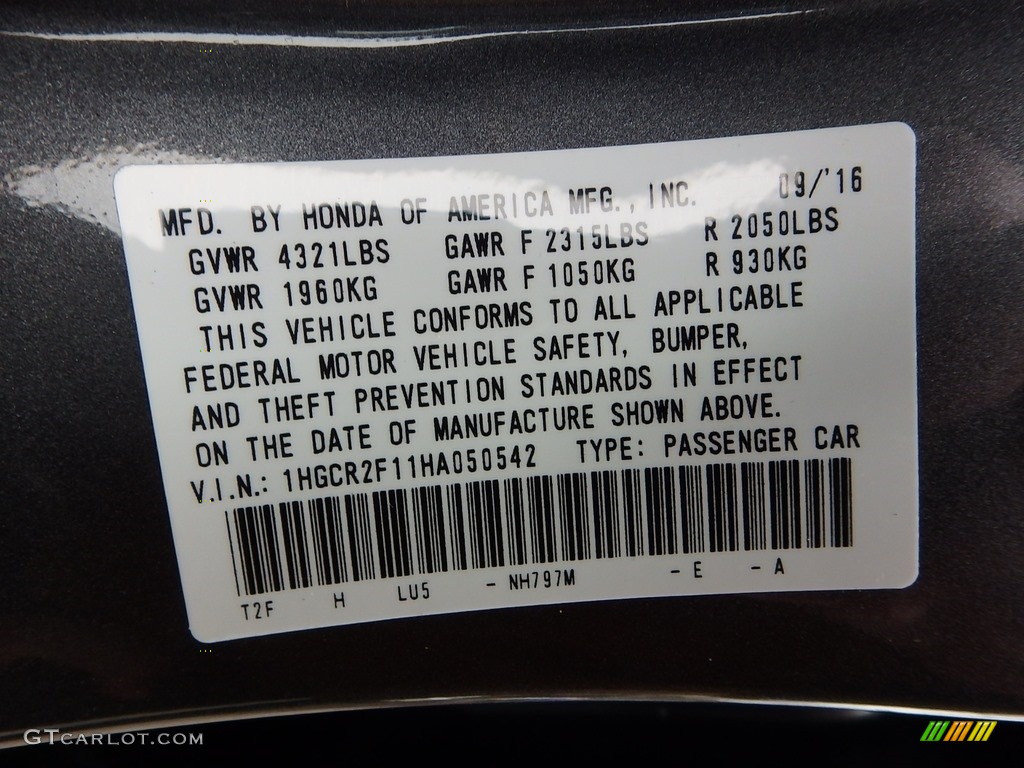 09/'16
MFD. BY HONDA OF AMERICA MFG., INC.
GVWR 4321LBS GAWR F 2315LBS R 2050LBS
GVWR 1960KG GAWR F 1050KG R 930KG
THIS VEHICLE CONFORMS TO ALL APPLICABLE
FEDERAL MOTOR VEHICLE SAFETY, BUMPER,
AND THEFT PREVENTION STANDARDS IN EFFECT
ON THE DATE OF MANUFACTURE SHOWN ABOVE.
V.I.N.: 1HGCR2F11HA050542 TYPE: PASSENGER CAR
T2F H LU5 - NH797M - E - A
GTCARLOT.COM